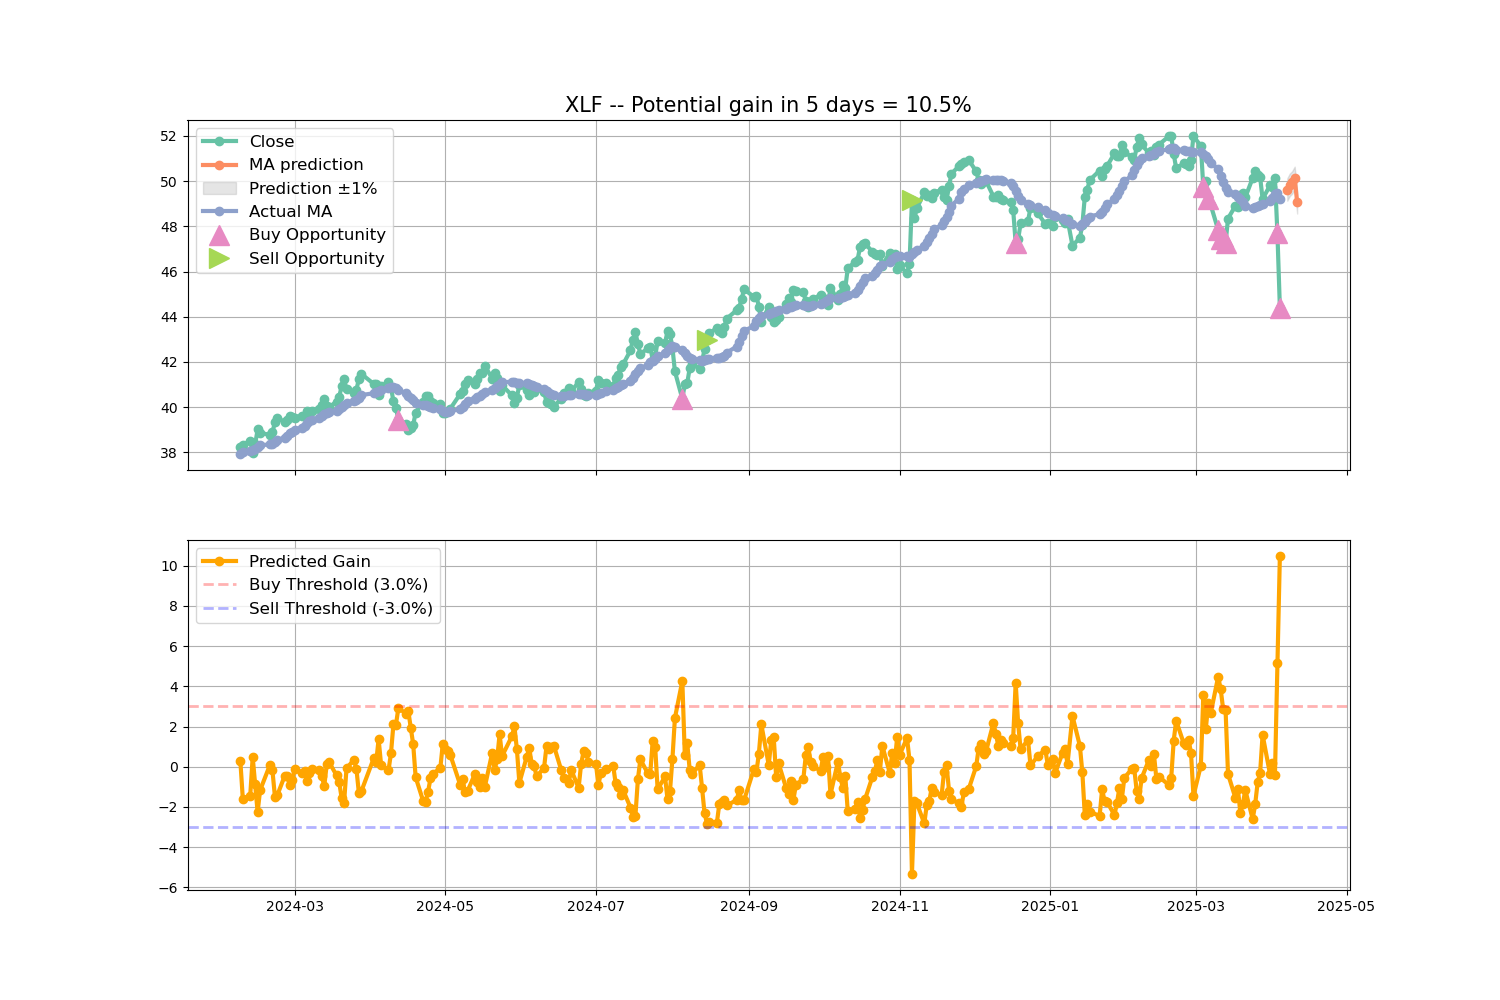 XLF -- Potential gain in 5 days = 10.5%
52
50
48
46
44
42
40
38
Close
MA prediction
Prediction ±1%
Actual MA
Buy Opportunity
Sell Opportunity
10
8
6
4
2
0
−2
−4
−6
Predicted Gain
Buy Threshold (3.0%)
Sell Threshold (-3.0%)
2024-03
2024-05
2024-07
2024-09
2024-11
2025-01
2025-03
2025-05